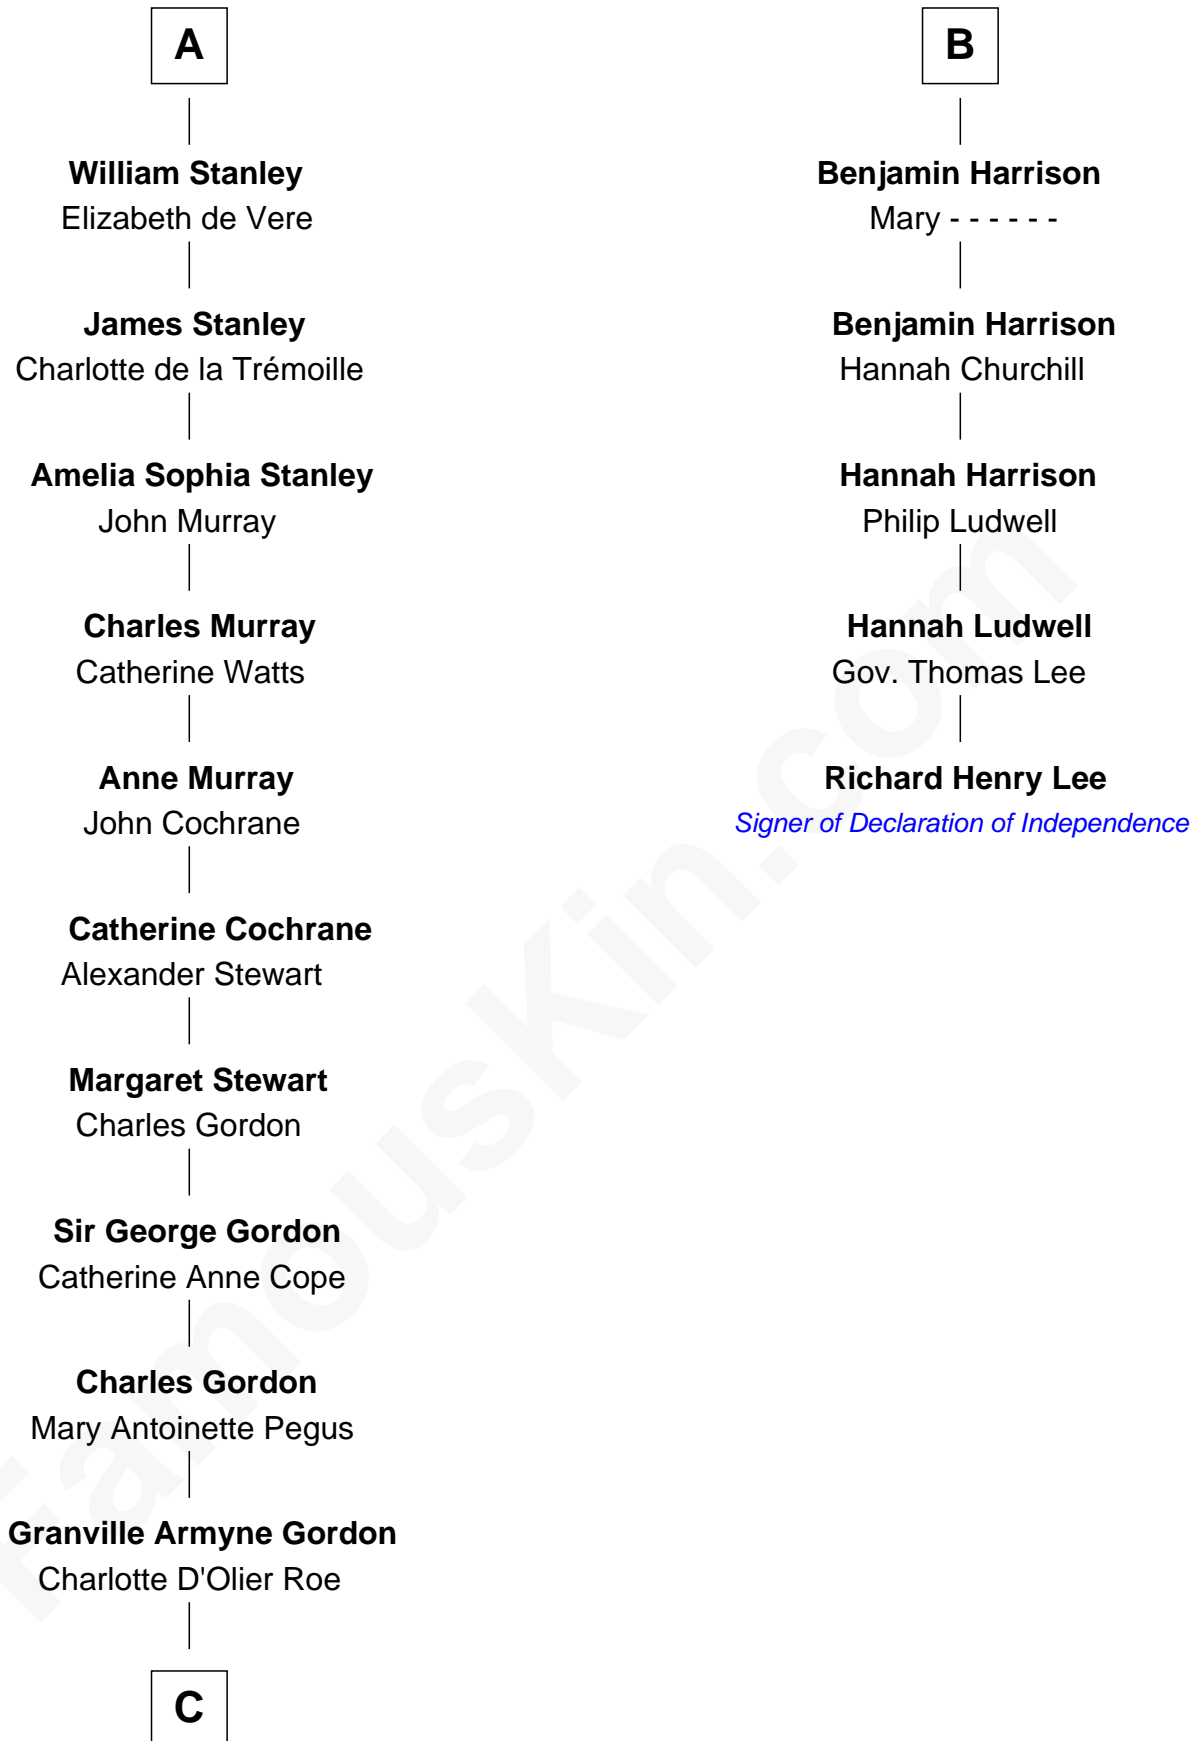 A
William Stanley
Elizabeth de Vere
James Stanley
Charlotte de la Trémoille
Amelia Sophia Stanley
John Murray
Charles Murray
Catherine Watts
Anne Murray
John Cochrane
Catherine Cochrane
Alexander Stewart
Margaret Stewart
Charles Gordon
Sir George Gordon
Catherine Anne Cope
Charles Gordon
Mary Antoinette Pegus
Granville Armyne Gordon
Charlotte D'Olier Roe
C
B
Benjamin Harrison
Mary - - - - - -
Benjamin Harrison
Hannah Churchill
Hannah Harrison
Philip Ludwell
Hannah Ludwell
Gov. Thomas Lee
Richard Henry Lee
Signer of Declaration of Independence
FamousKin.com